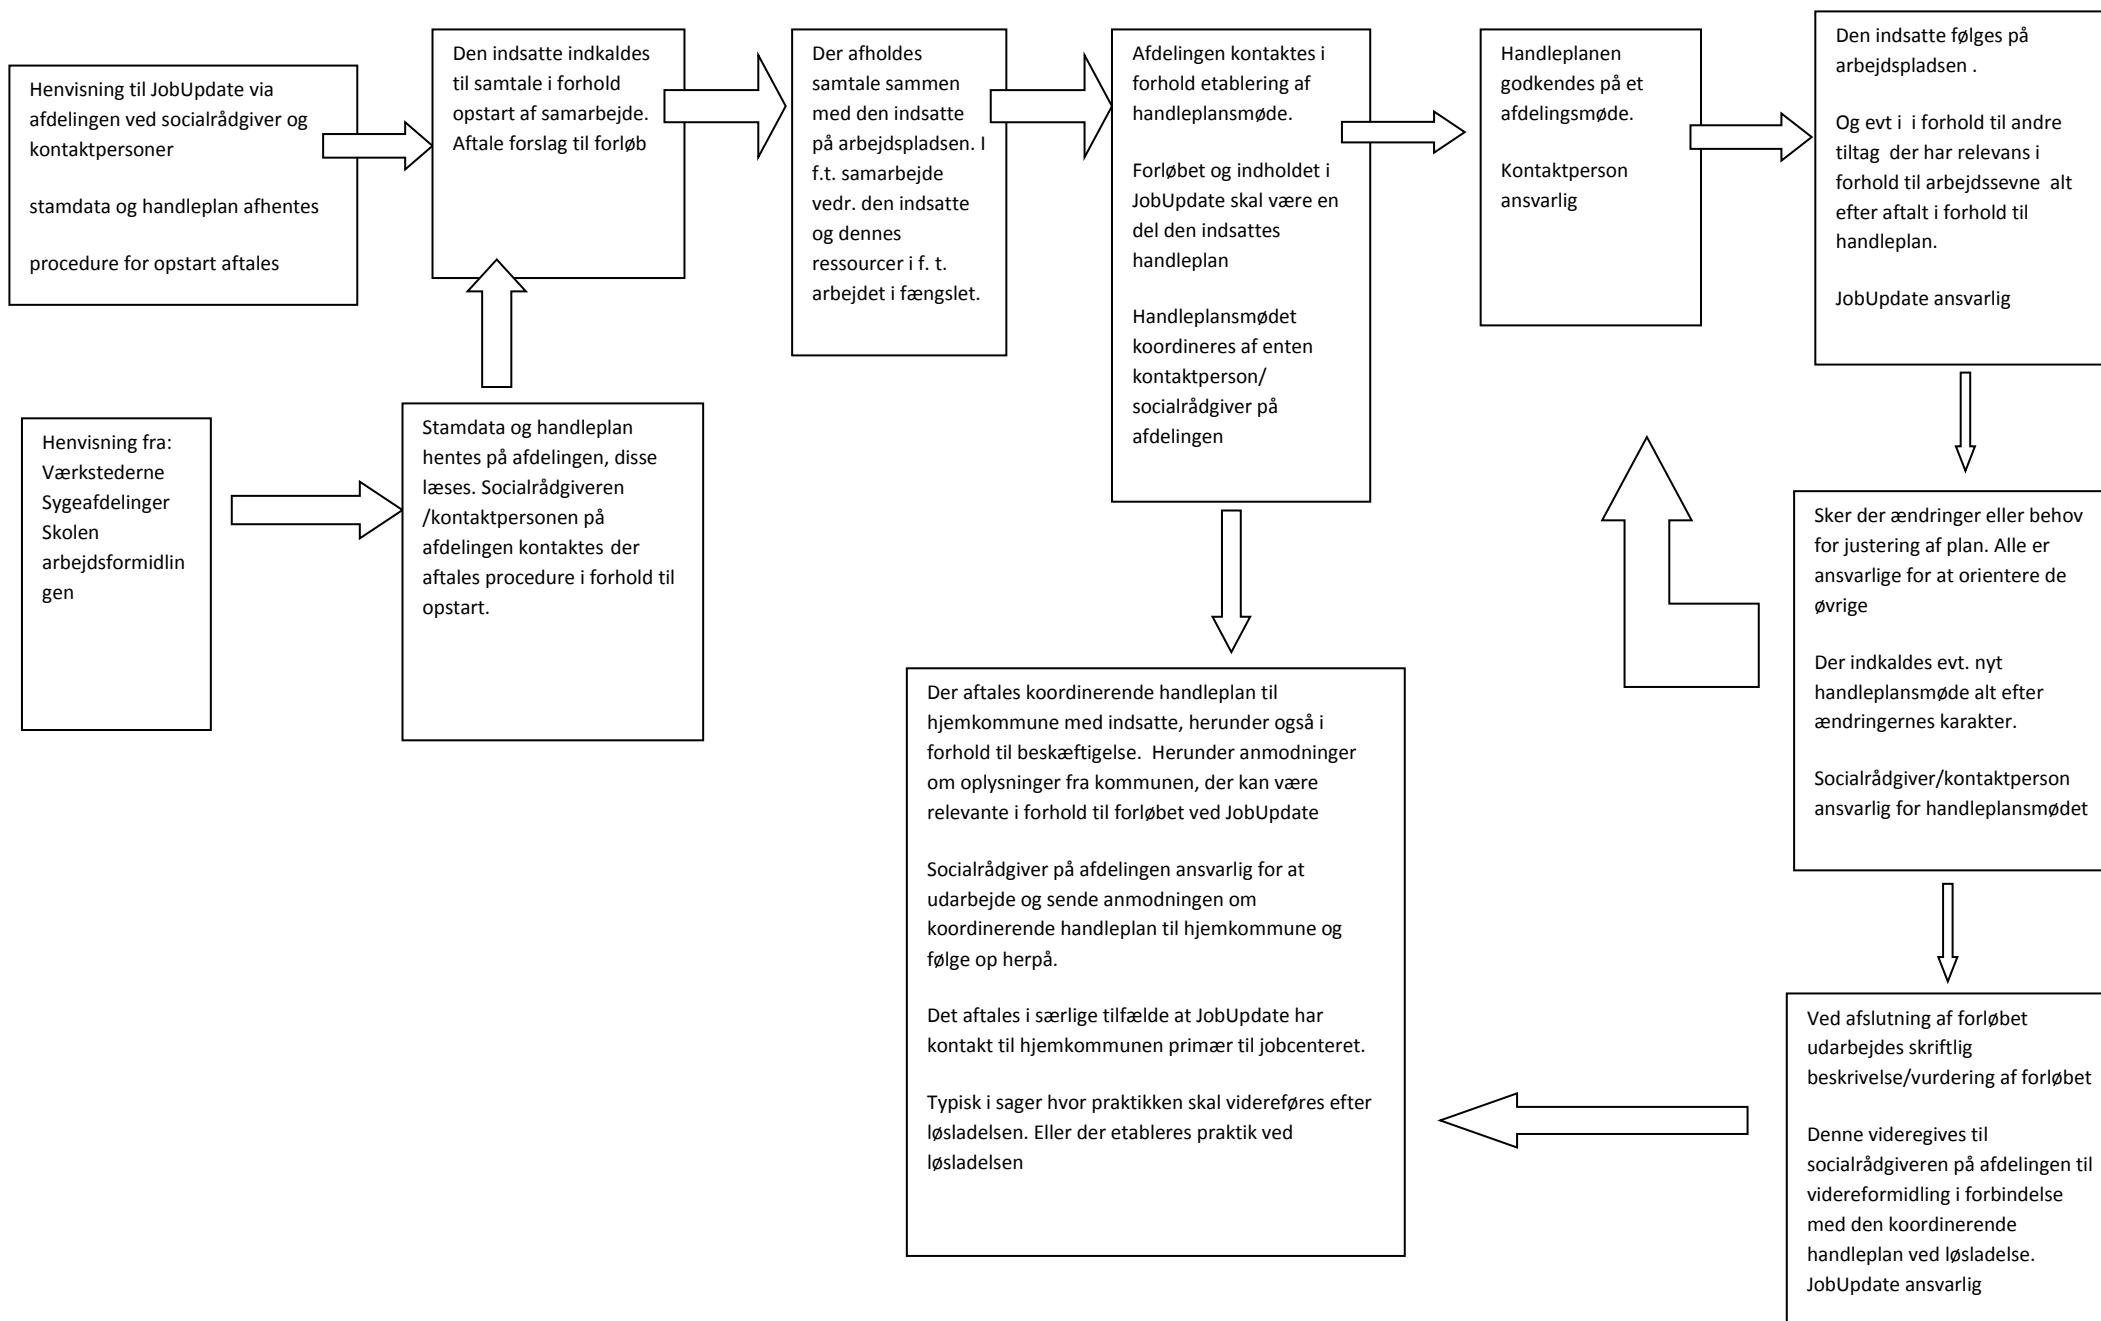 Henvisning til JobUpdate via
afdelingen ved socialrådgiver og
kontaktpersoner
stamdata og handleplan afhentes
procedure for opstart aftales
Den indsatte indkaldes
til samtale i forhold
opstart af samarbejde.
Aftale forslag til forløb
Der afholdes
samtale sammen
med den indsatte
på arbejdspladsen. I
f.t. samarbejde
vedr. den indsatte
og dennes
ressourcer i f. t.
arbejdet i fængslet.
Afdelingen kontaktes i
forhold etablering af
handleplansmøde.
Forløbet og indholdet i
JobUpdate skal være en
del den indsattes
handleplan
Handleplansmødet
koordineres af enten
kontaktperson/
socialrådgiver på
afdelingen
Handleplanen
godkendes på et
afdelingsmøde.
Kontaktperson
ansvarlig
Den indsatte følges på
arbejdspladsen .
Og evt i  i forhold til andre
tiltag  der har relevans i
forhold til arbejdssevne  alt
efter aftalt i forhold til
handleplan.
JobUpdate ansvarlig
Henvisning fra:
Værkstederne
Sygeafdelinger
Skolen
arbejdsformidlin
gen
Stamdata og handleplan
hentes på afdelingen, disse
læses. Socialrådgiveren
/kontaktpersonen på
afdelingen kontaktes der
aftales procedure i forhold til
opstart.
Sker der ændringer eller behov
for justering af plan. Alle er
ansvarlige for at orientere de
øvrige
Der indkaldes evt. nyt
handleplansmøde alt efter
ændringernes karakter.
Socialrådgiver/kontaktperson
ansvarlig for handleplansmødet
Der aftales koordinerende handleplan til
hjemkommune med indsatte, herunder også i
forhold til beskæftigelse.  Herunder anmodninger
om oplysninger fra kommunen, der kan være
relevante i forhold til forløbet ved JobUpdate
Socialrådgiver på afdelingen ansvarlig for at
udarbejde og sende anmodningen om
koordinerende handleplan til hjemkommune og
følge op herpå.
Det aftales i særlige tilfælde at JobUpdate har
kontakt til hjemkommunen primær til jobcenteret.
Typisk i sager hvor praktikken skal videreføres efter
løsladelsen. Eller der etableres praktik ved
løsladelsen
Ved afslutning af forløbet
udarbejdes skriftlig
beskrivelse/vurdering af forløbet
Denne videregives til
socialrådgiveren på afdelingen til
videreformidling i forbindelse
med den koordinerende
handleplan ved løsladelse.
JobUpdate ansvarlig